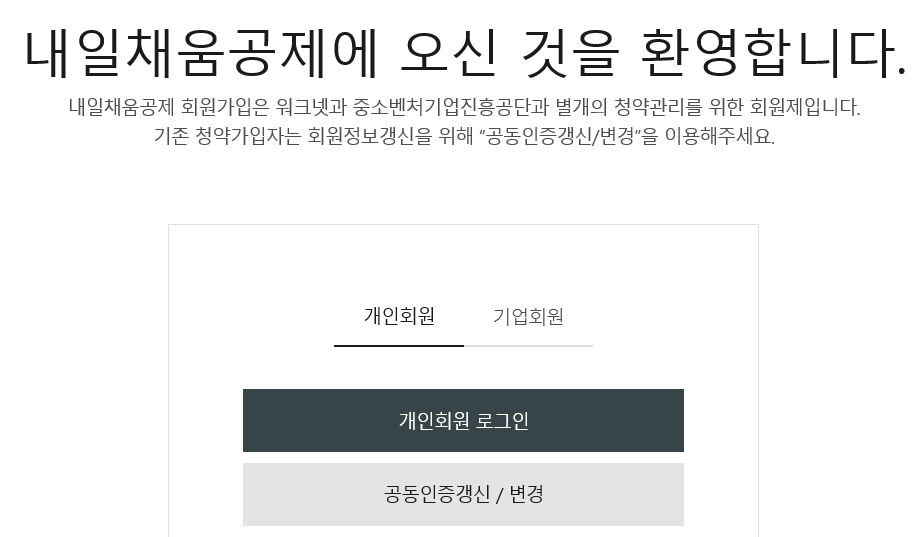 내일채움공제에 오신 것을 환영합니다.
내일채움공제 회원가입은 워크넷과 중소벤처기업진흥공단과 별개의 청약관리를 위한 회원제입니다.
기존 청약가입자는 회원정보갱신을 위해 “공동인증갱신/변경”을 이용해주세요.
개인회원 기업회원
개인회원 로그인
공동인증갱신 / 변경